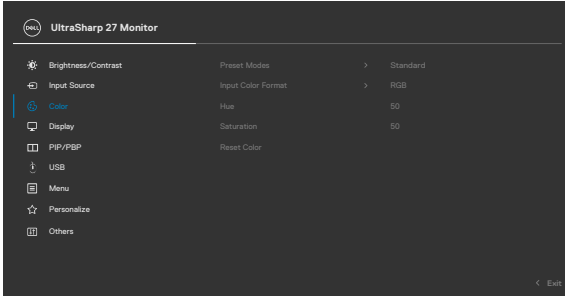 DELL UltraSharp 27 Monitor
Brightness/Contrast Preset Modes > Standard
Input Source Input Color Format > RGB
Color Hue 50
Display Saturation 50
PIP/PBP Reset Color
USB
Menu
Personalize
Others
< Exit